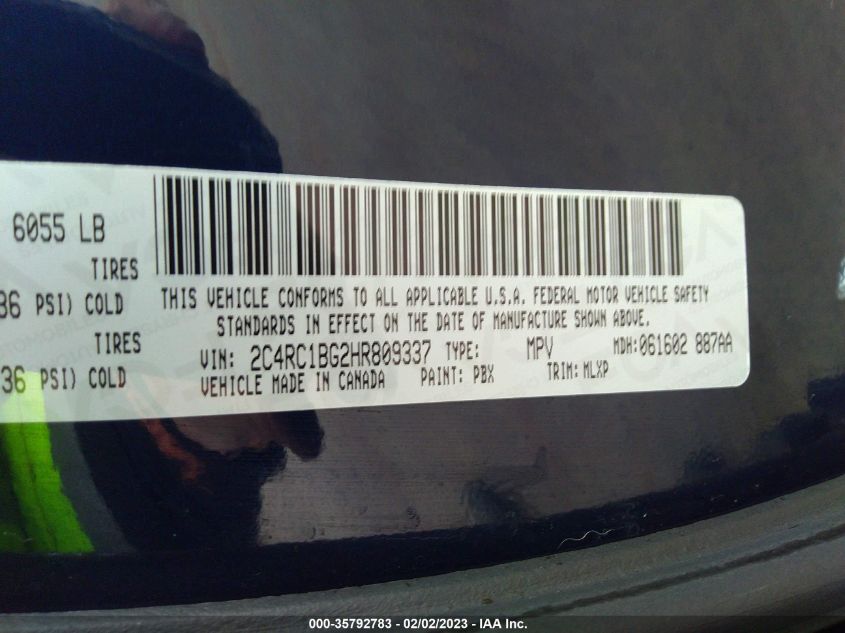 6055 LB
TIRES
36 PSI) COLD
TIRES
36 PSI) COLD
THIS VEHICLE CONFORMS TO ALL APPLICABLE U.S.A. FEDERAL MOTOR VEHICLE SAFETY
STANDARDS IN EFFECT ON THE DATE OF MANUFACTURE SHOWN ABOVE.
VIN: 2C4RC1BG2HR809337 TYPE: MPV MDH:061602 887AA
VEHICLE MADE IN CANADA PAINT: PBX TRIM:MLXP
000-35792783 - 02/02/2023 - IAA Inc.